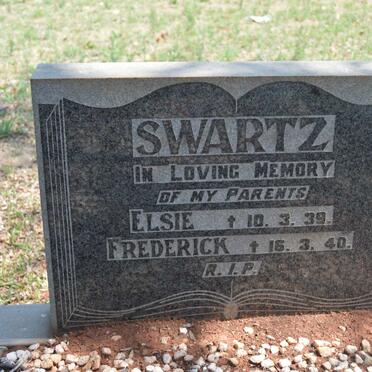 SWARTZ
IN LOVING MEMORY
OF MY PARENTS
ELSIE † 10. 3. 39.
FREDERICK † 16. 3. 40.
R.I.P.